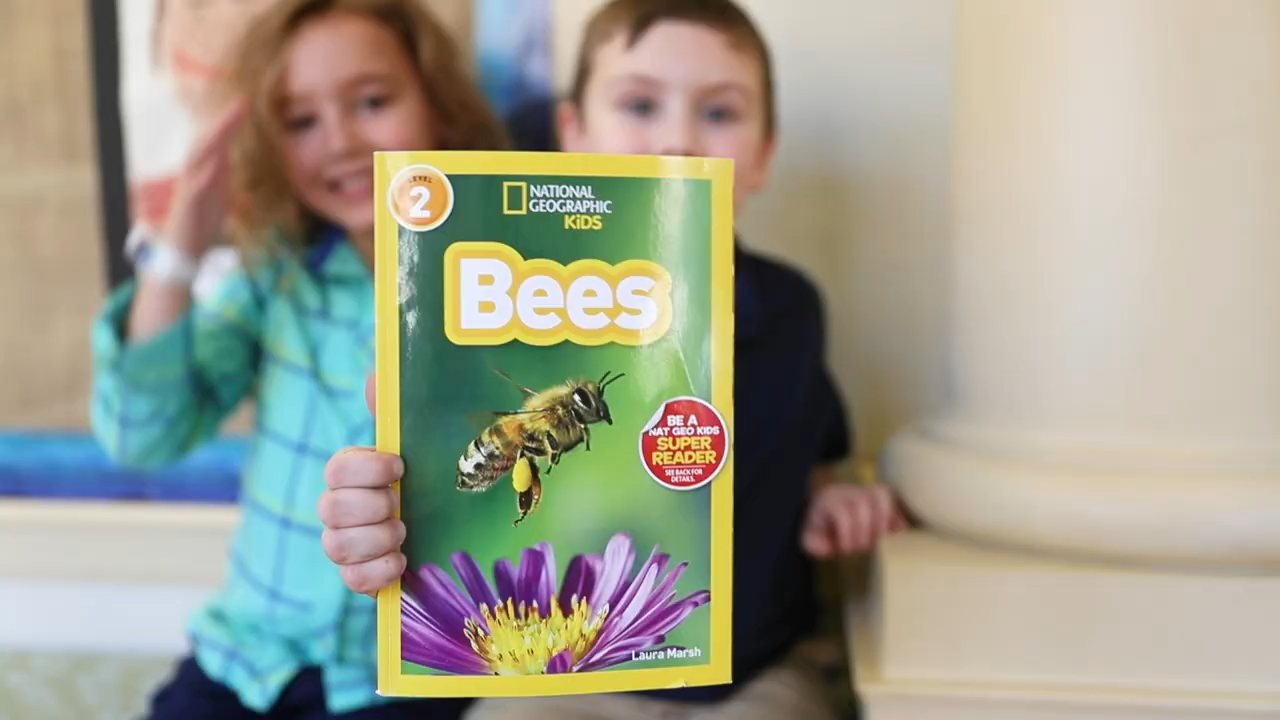 LEVEL
2
NATIONAL
GEOGRAPHIC
KiDS
Bees
BE A
NAT GEO KIDS
SUPER
READER
SEE BACK FOR
DETAILS.
Laura Marsh